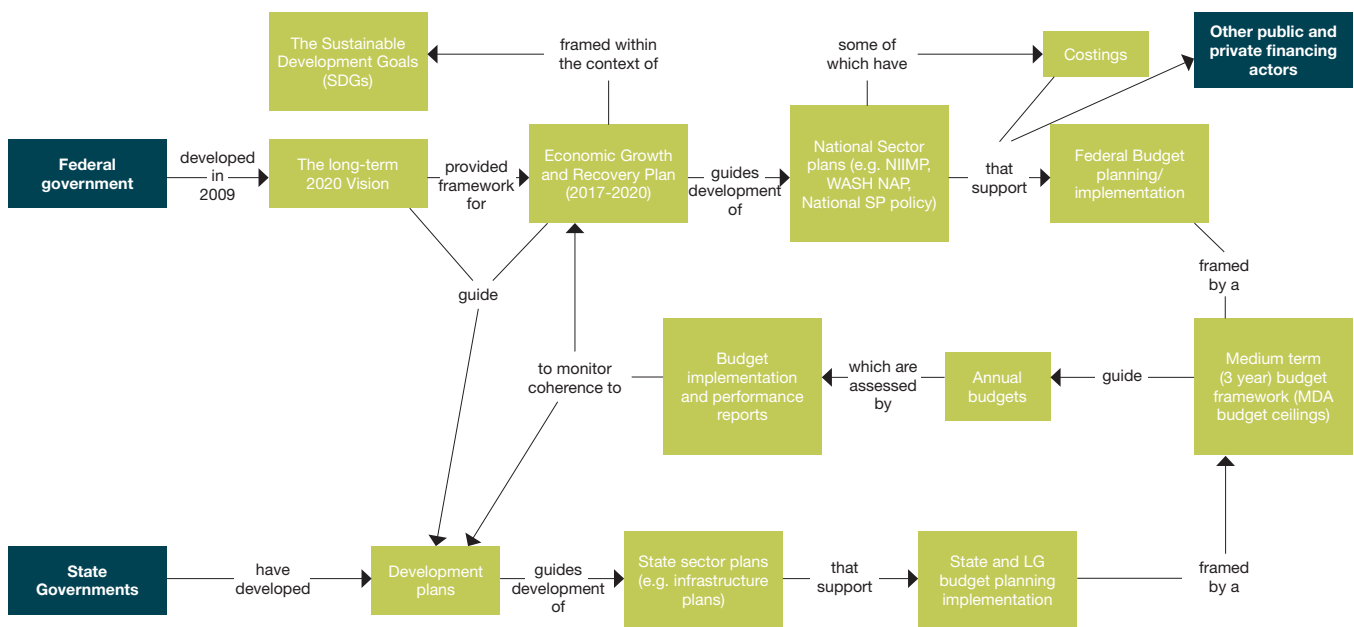 The Sustainable
Development Goals
(SDGs)
framed within
the context of
some of
which have
Costings
Other public and
private financing
actors
Federal
government
developed
in
2009
The long-term
2020 Vision
provided
framework
for
Economic Growth
and Recovery Plan
(2017-2020)
guides
development
of
National Sector
plans (e.g. NIIMP,
WASH NAP,
National SP policy)
that
support
Federal Budget
planning/
implementation
guide
framed
by a
to monitor
coherence to
Budget
implementation
and performance
reports
which are
assessed
by
Annual
budgets
guide
Medium term
(3 year) budget
framework (MDA
budget ceilings)
State
Governments
have
developed
Development
plans
guides
development
of
State sector plans
(e.g. infrastructure
plans)
that
support
State and LG
budget planning
implementation
framed
by a